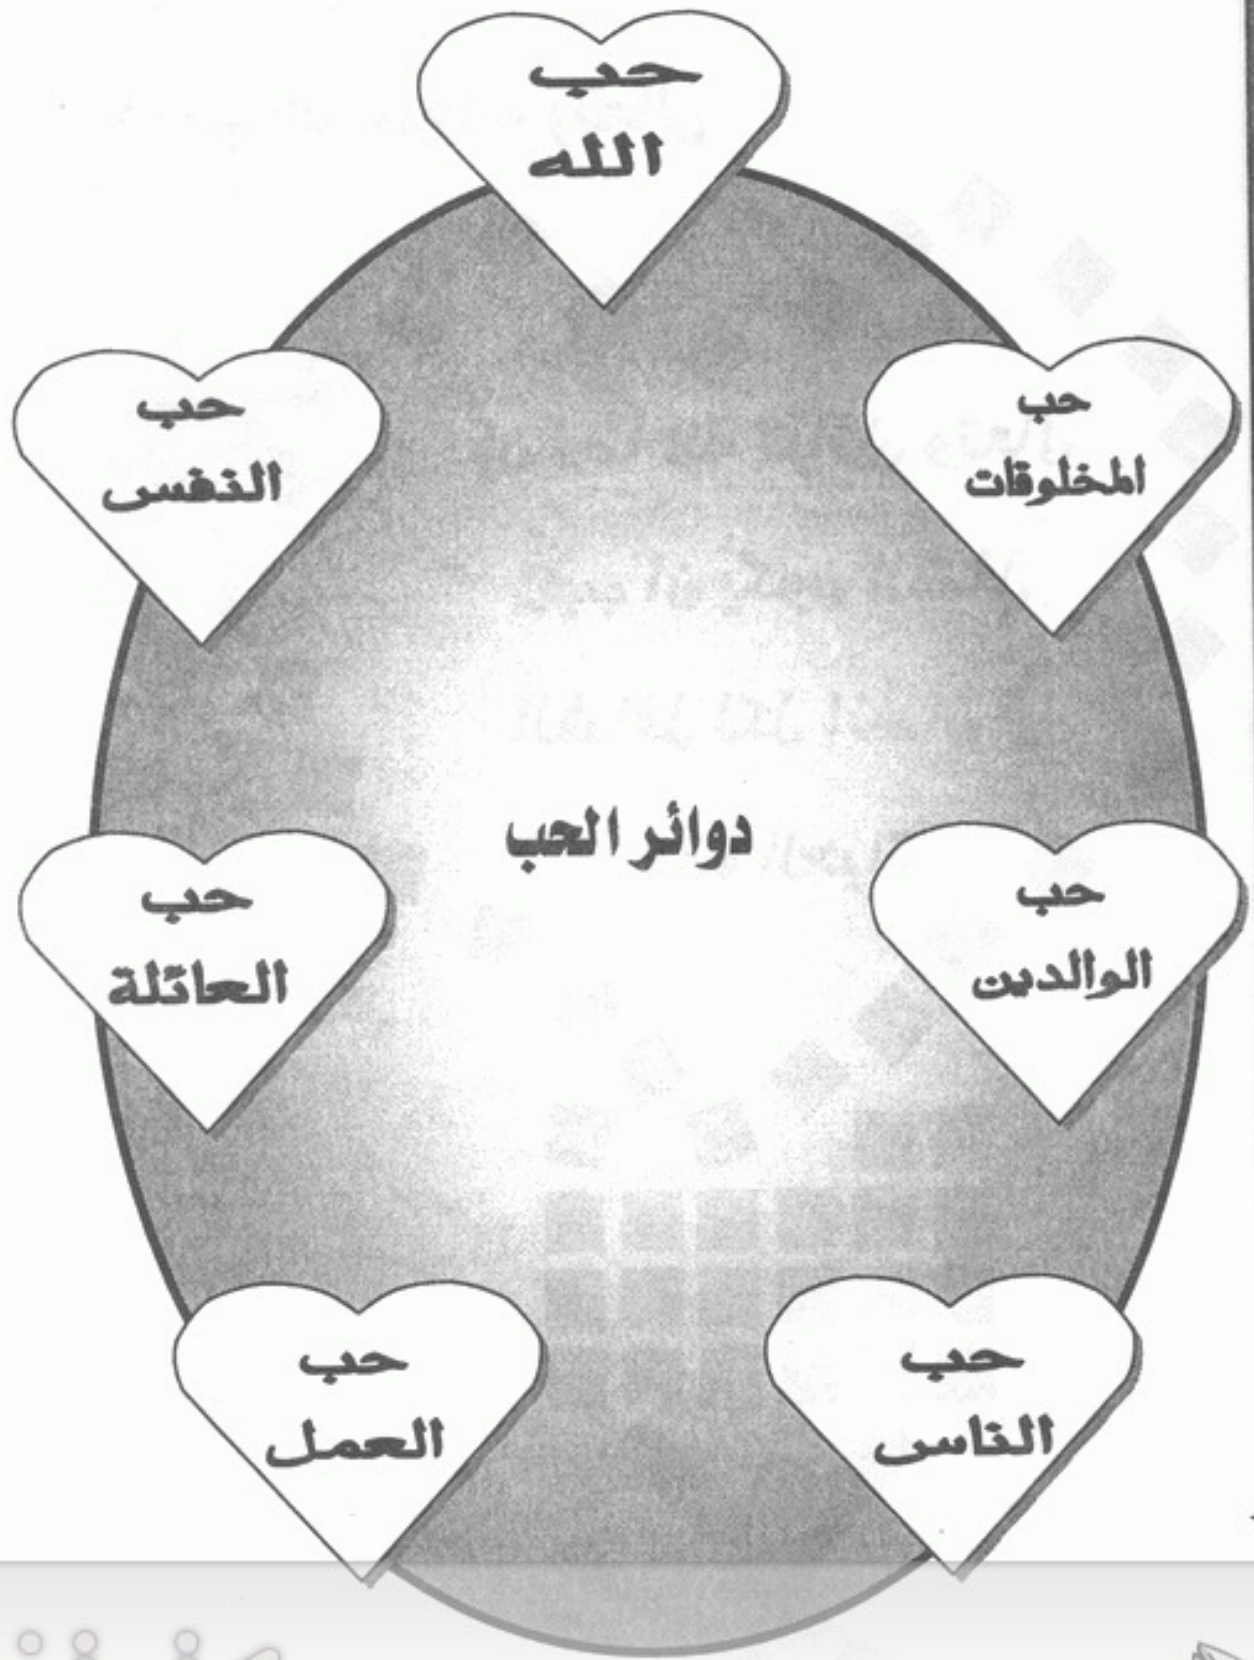 حب
الله
حب
المخلوقات
حب
النفس
دوائر الحب
حب
الوالدين
حب
العائلة
حب
الناس
حب
العمل